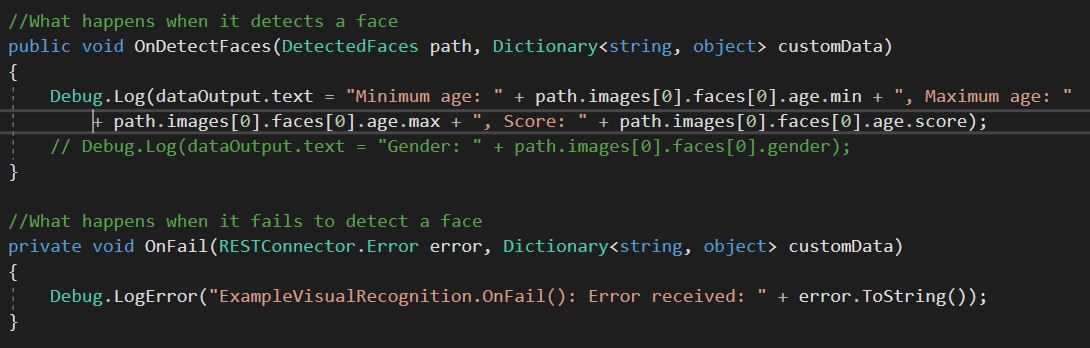 //What happens when it detects a face
public void OnDetectFaces(DetectedFaces path, Dictionary<string, object> customData)
{
    Debug.Log(dataOutput.text = "Minimum age: " + path.images[0].faces[0].age.min + ", Maximum age: "
        + path.images[0].faces[0].age.max + ", Score: " + path.images[0].faces[0].age.score);
    // Debug.Log(dataOutput.text = "Gender: " + path.images[0].faces[0].gender);
}

//What happens when it fails to detect a face
private void OnFail(RESTConnector.Error error, Dictionary<string, object> customData)
{
    Debug.LogError("ExampleVisualRecognition.OnFail(): Error received: " + error.ToString());
}